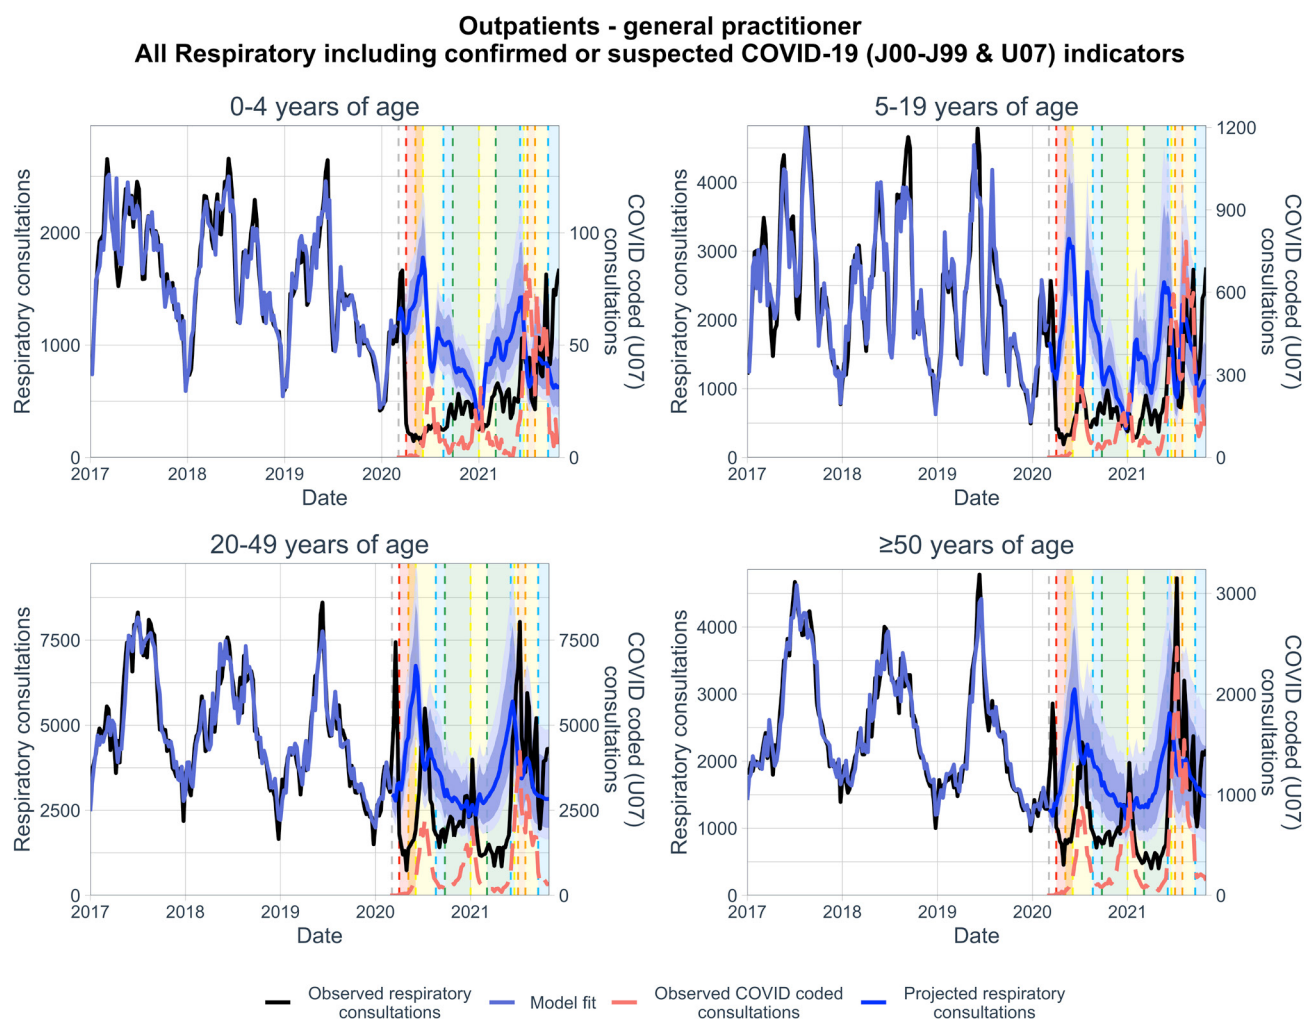 Outpatients - general practitioner
All Respiratory including confirmed or suspected COVID-19 (J00-J99 & U07) indicators
0-4 years of age
Respiratory consultations
2000
1000
0
100
50
0
COVID coded (U07)
consultations
2017 2018 2019 2020 2021
Date
5-19 years of age
Respiratory consultations
4000
3000
2000
1000
0
1200
900
600
300
0
COVID coded (U07)
consultations
2017 2018 2019 2020 2021
Date
20-49 years of age
Respiratory consultations
7500
5000
2500
0
7500
5000
2500
0
COVID coded (U07)
consultations
2017 2018 2019 2020 2021
Date
≥50 years of age
Respiratory consultations
4000
3000
2000
1000
0
3000
2000
1000
0
COVID coded (U07)
consultations
2017 2018 2019 2020 2021
Date
Observed respiratory
consultations
Model fit
Observed COVID coded
consultations
Projected respiratory
consultations